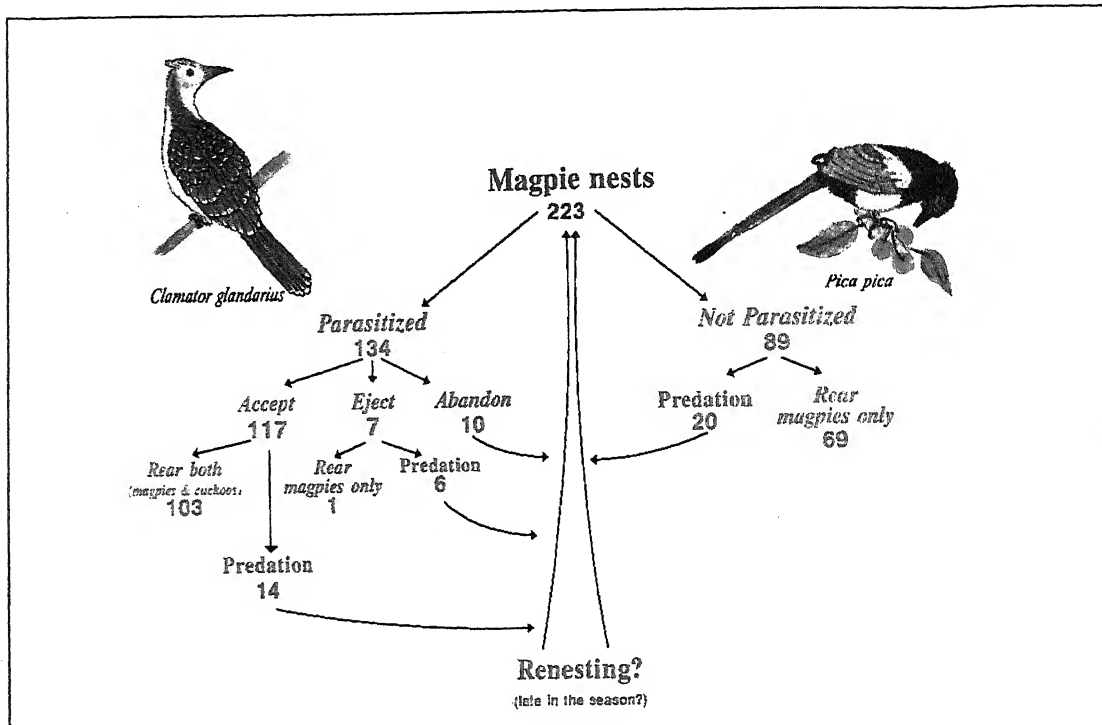 Magpie nests
223
Clamator glandarius
Pica pica
Parasitized
134
Not Parasitized
89
Accept
117
Eject
7
Abandon
10
Predation
20
Rear
magpies only
69
Rear both
(magpies & cuckoos)
103
Rear
magpies only
1
Predation
6
Predation
14
Renesting?
(late in the season?)